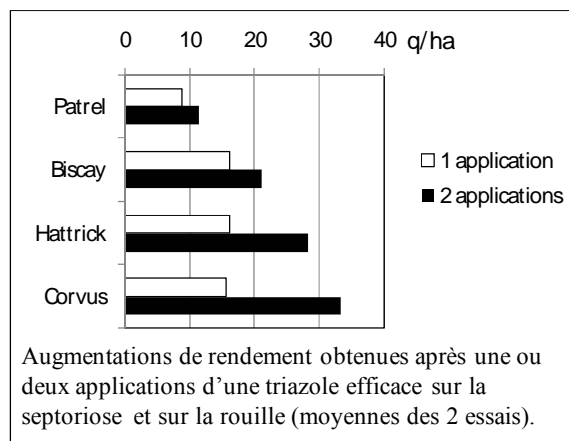 0 10 20 30 40 q/ha
Patrel
Biscay
Hattrick
Corvus
1 application
2 applications
Augmentations de rendement obtenues après une ou
deux applications d'une triazole efficace sur la
septoriose et sur la rouille (moyennes des 2 essais).